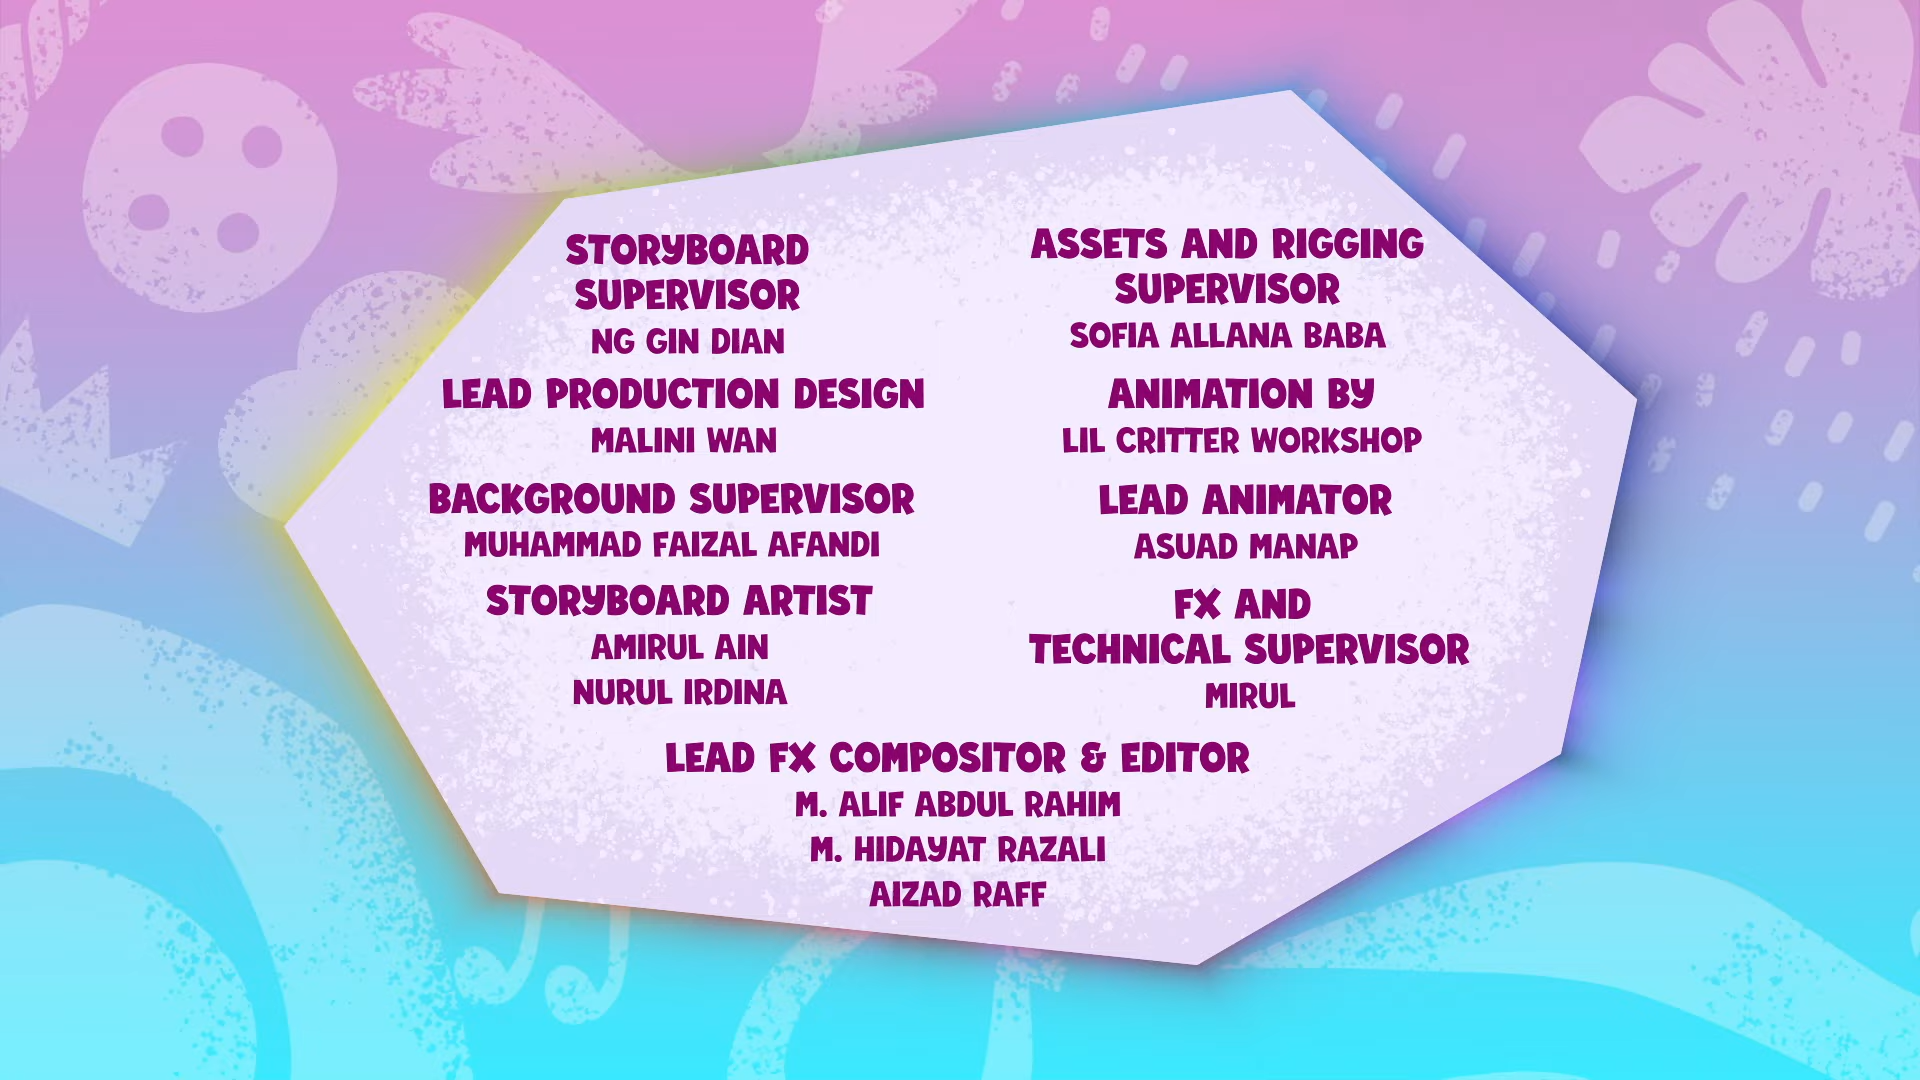 STORYBOARD
SUPERVISOR
NG GIN DIAN
LEAD PRODUCTION DESIGN
MALINI WAN
BACKGROUND SUPERVISOR
MUHAMMAD FAIZAL AFANDI
STORYBOARD ARTIST
AMIRUL AIN
NURUL IRDINA
ASSETS AND RIGGING
SUPERVISOR
SOFIA ALLANA BABA
ANIMATION BY
LIL CRITTER WORKSHOP
LEAD ANIMATOR
ASUAD MANAP
FX AND
TECHNICAL SUPERVISOR
MIRUL
LEAD FX COMPOSITOR & EDITOR
M. ALIF ABDUL RAHIM
M. HIDAYAT RAZALI
AIZAD RAFF